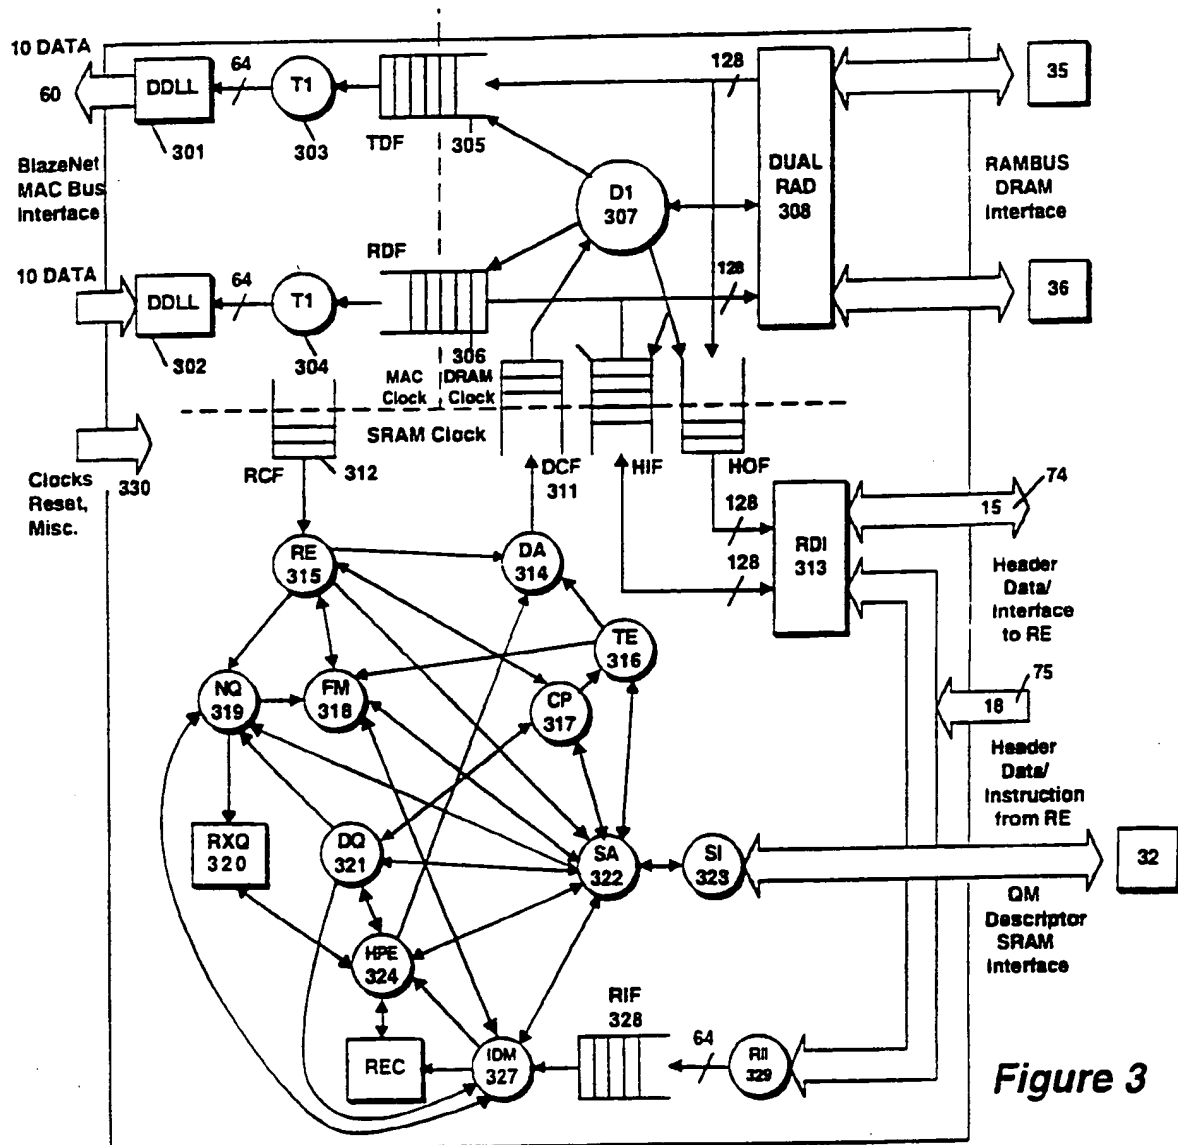 10 DATA
60
DDLL
301
64
T1
303
TDF
305
128
DUAL
RAD
308
35
BlazeNet
MAC Bus
Interface
D1
307
RAMBUS
DRAM
Interface
10 DATA
DDLL
302
64
T1
304
RDF
306
128
36
MAC
Clock
DRAM
Clock
SRAM Clock
Clocks
Reset,
Misc.
330
RCF
312
DCF
311
HIF
HOF
128
128
RDI
313
15
74
Header
Data/
Interface
to RE
RE
315
DA
314
TE
316
NQ
319
FM
318
CP
317
18
75
Header
Data/
Instruction
from RE
RXQ
320
DQ
321
SA
322
SI
323
32
QM
Descriptor
SRAM
Interface
HPE
324
REC
IDM
327
RIF
328
64
RII
329
Figure 3